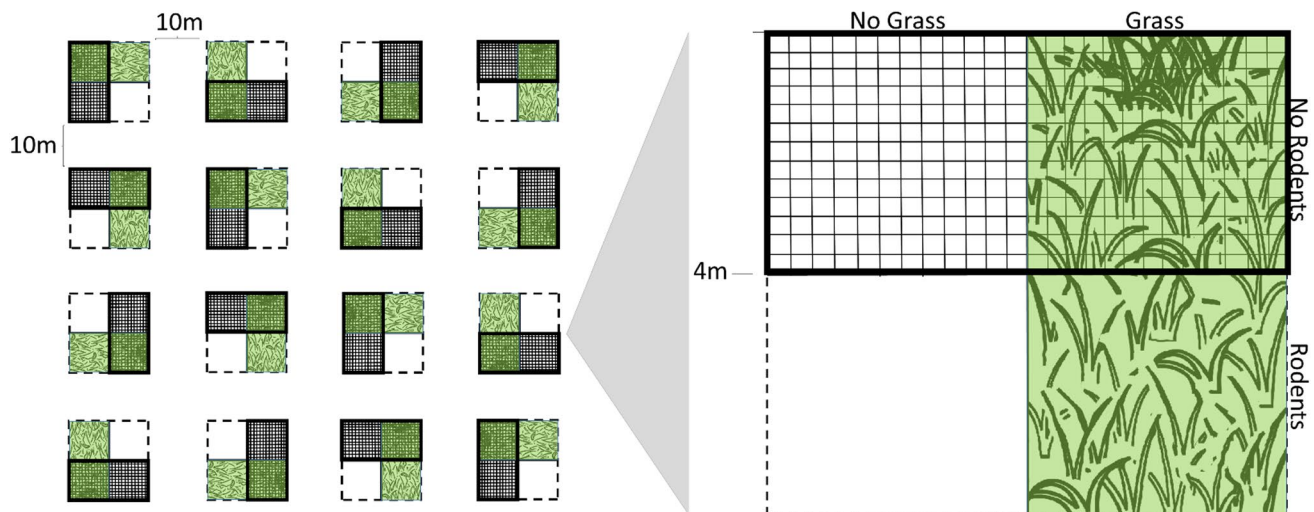 10m
10m
No Grass
Grass
No Rodents
4m
Rodents